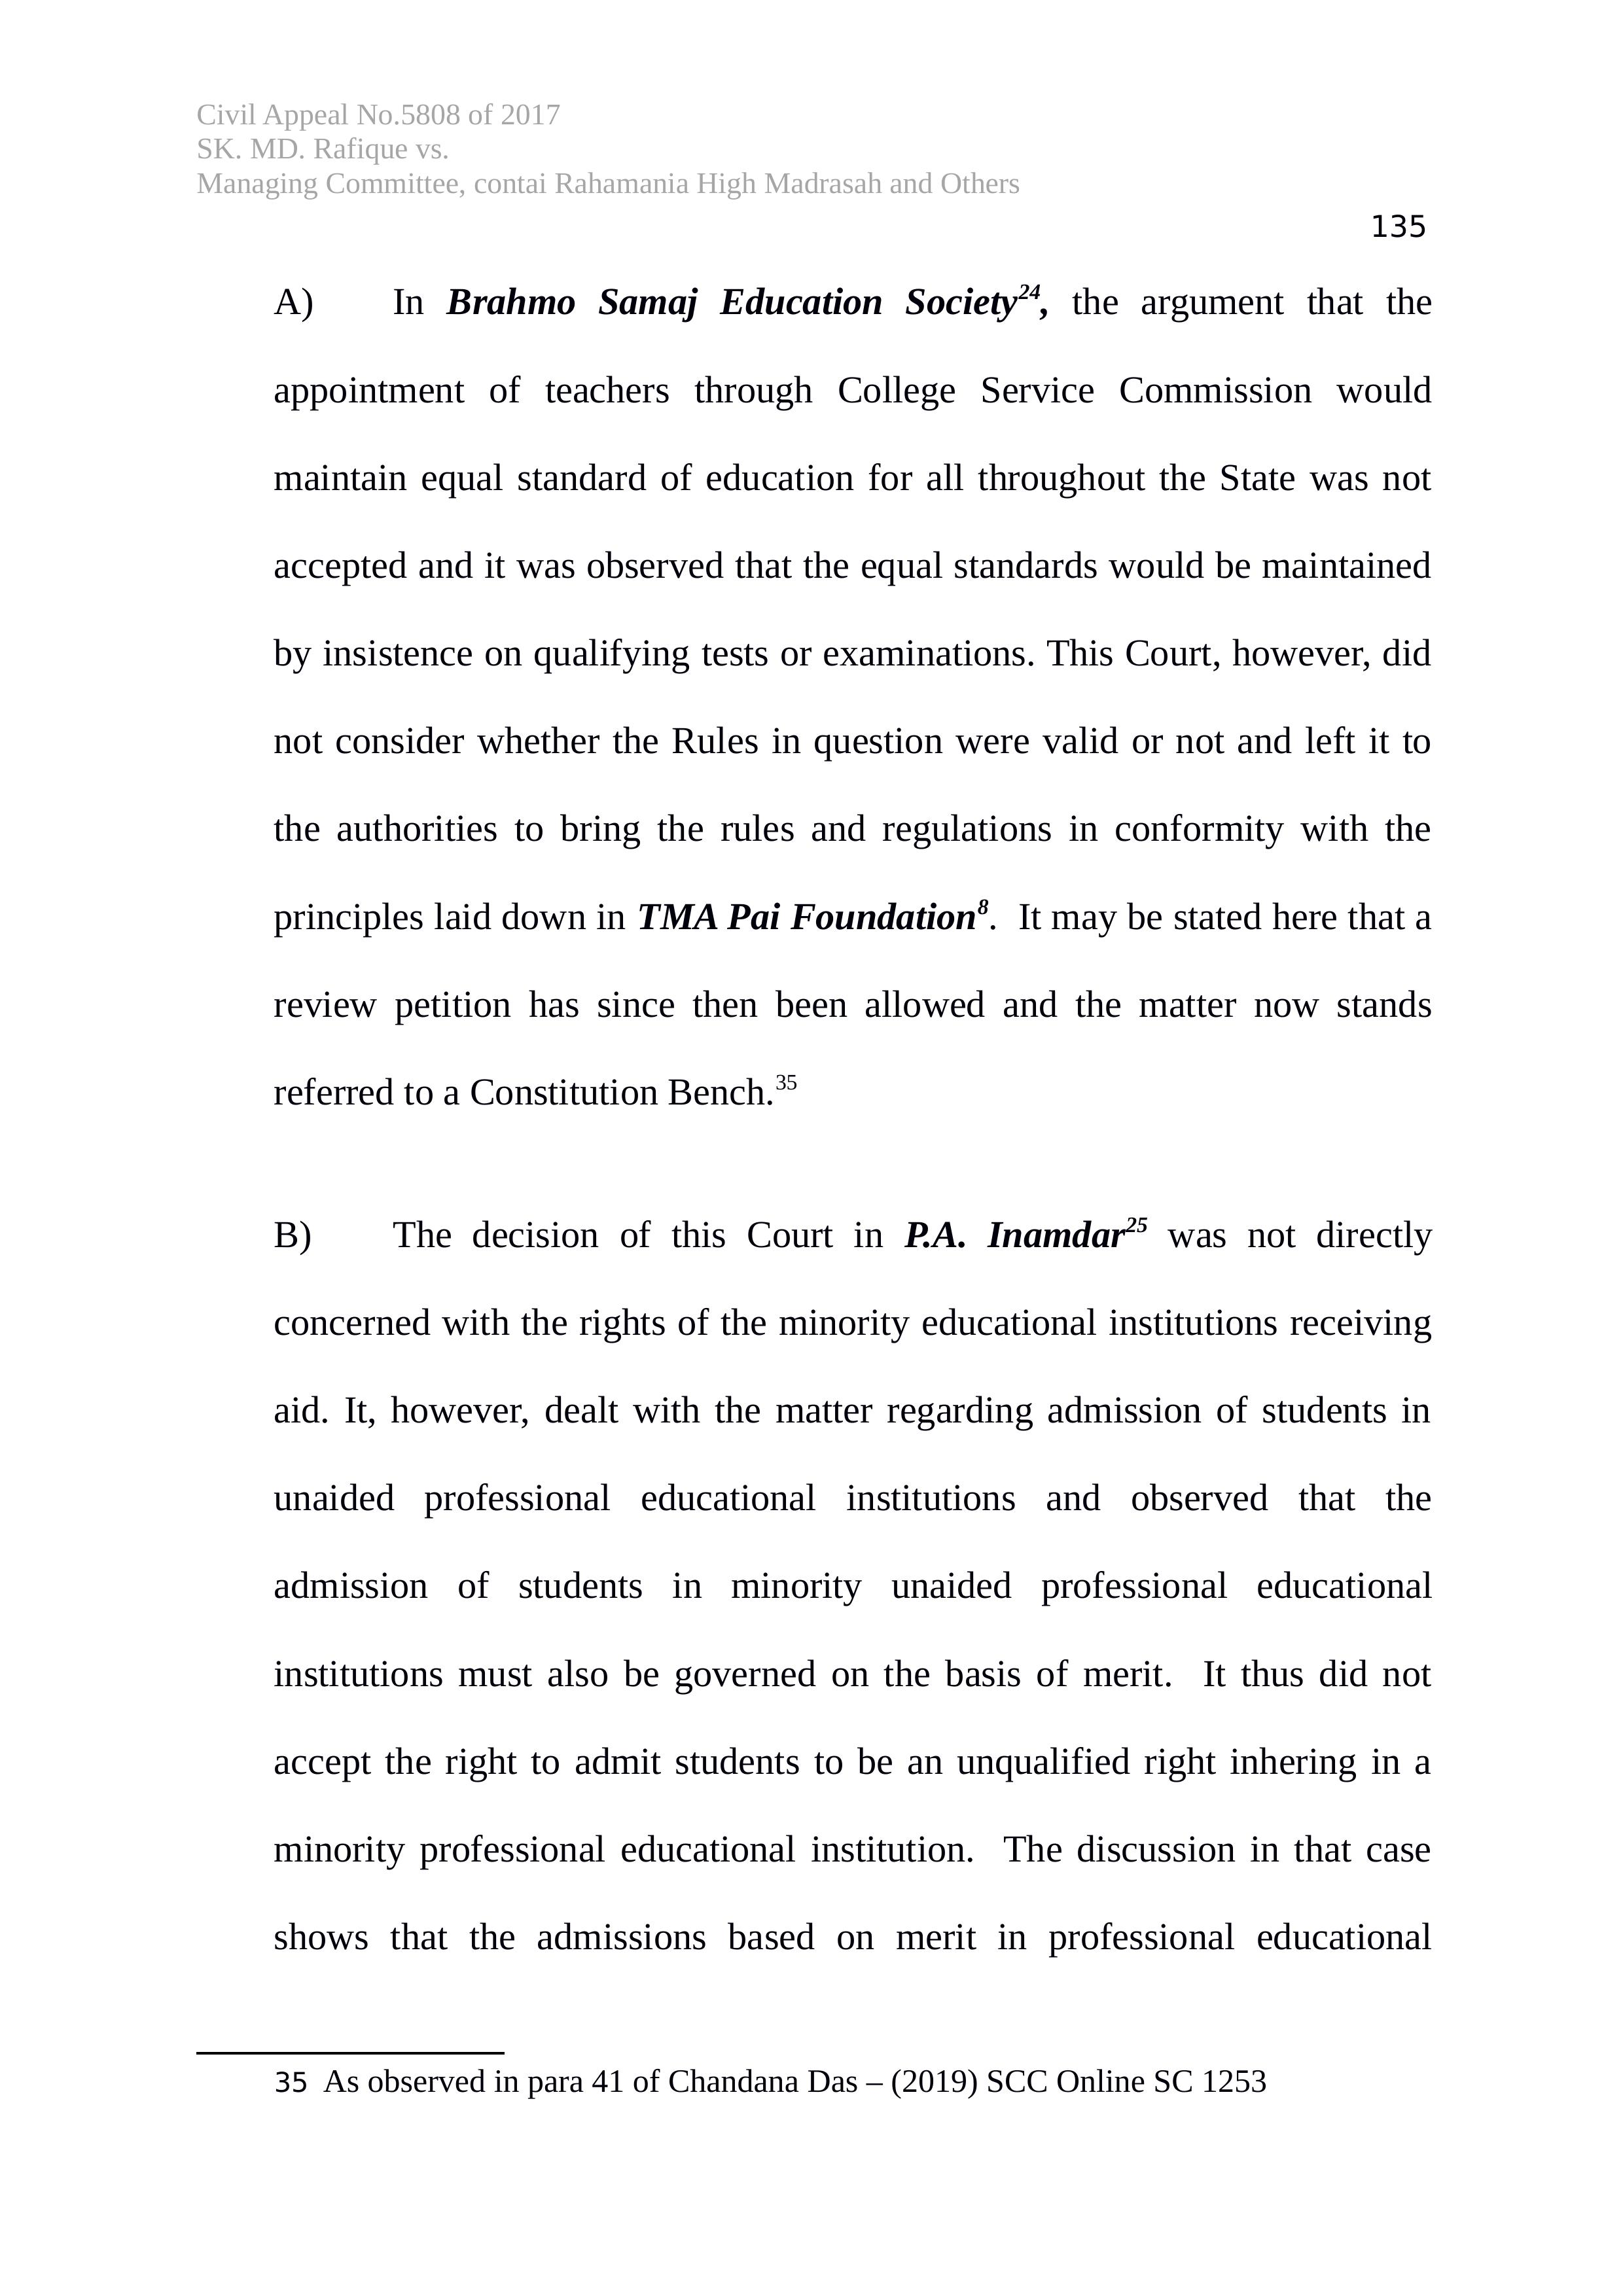 Civil Appeal No.5808 of 2017
SK. MD. Rafique vs.
Managing Committee, contai Rahamania High Madrasah and Others
135
A) In Brahmo Samaj Education Society24, the argument that the
appointment of teachers through College Service Commission would
maintain equal standard of education for all throughout the State was not
accepted and it was observed that the equal standards would be maintained
by insistence on qualifying tests or examinations. This Court, however, did
not consider whether the Rules in question were valid or not and left it to
the authorities to bring the rules and regulations in conformity with the
principles laid down in TMA Pai Foundation8. It may be stated here that a
review petition has since then been allowed and the matter now stands
referred to a Constitution Bench.35
B) The decision of this Court in P.A. Inamdar25 was not directly
concerned with the rights of the minority educational institutions receiving
aid. It, however, dealt with the matter regarding admission of students in
unaided professional educational institutions and observed that the
admission of students in minority unaided professional educational
institutions must also be governed on the basis of merit. It thus did not
accept the right to admit students to be an unqualified right inhering in a
minority professional educational institution. The discussion in that case
shows that the admissions based on merit in professional educational
35 As observed in para 41 of Chandana Das – (2019) SCC Online SC 1253